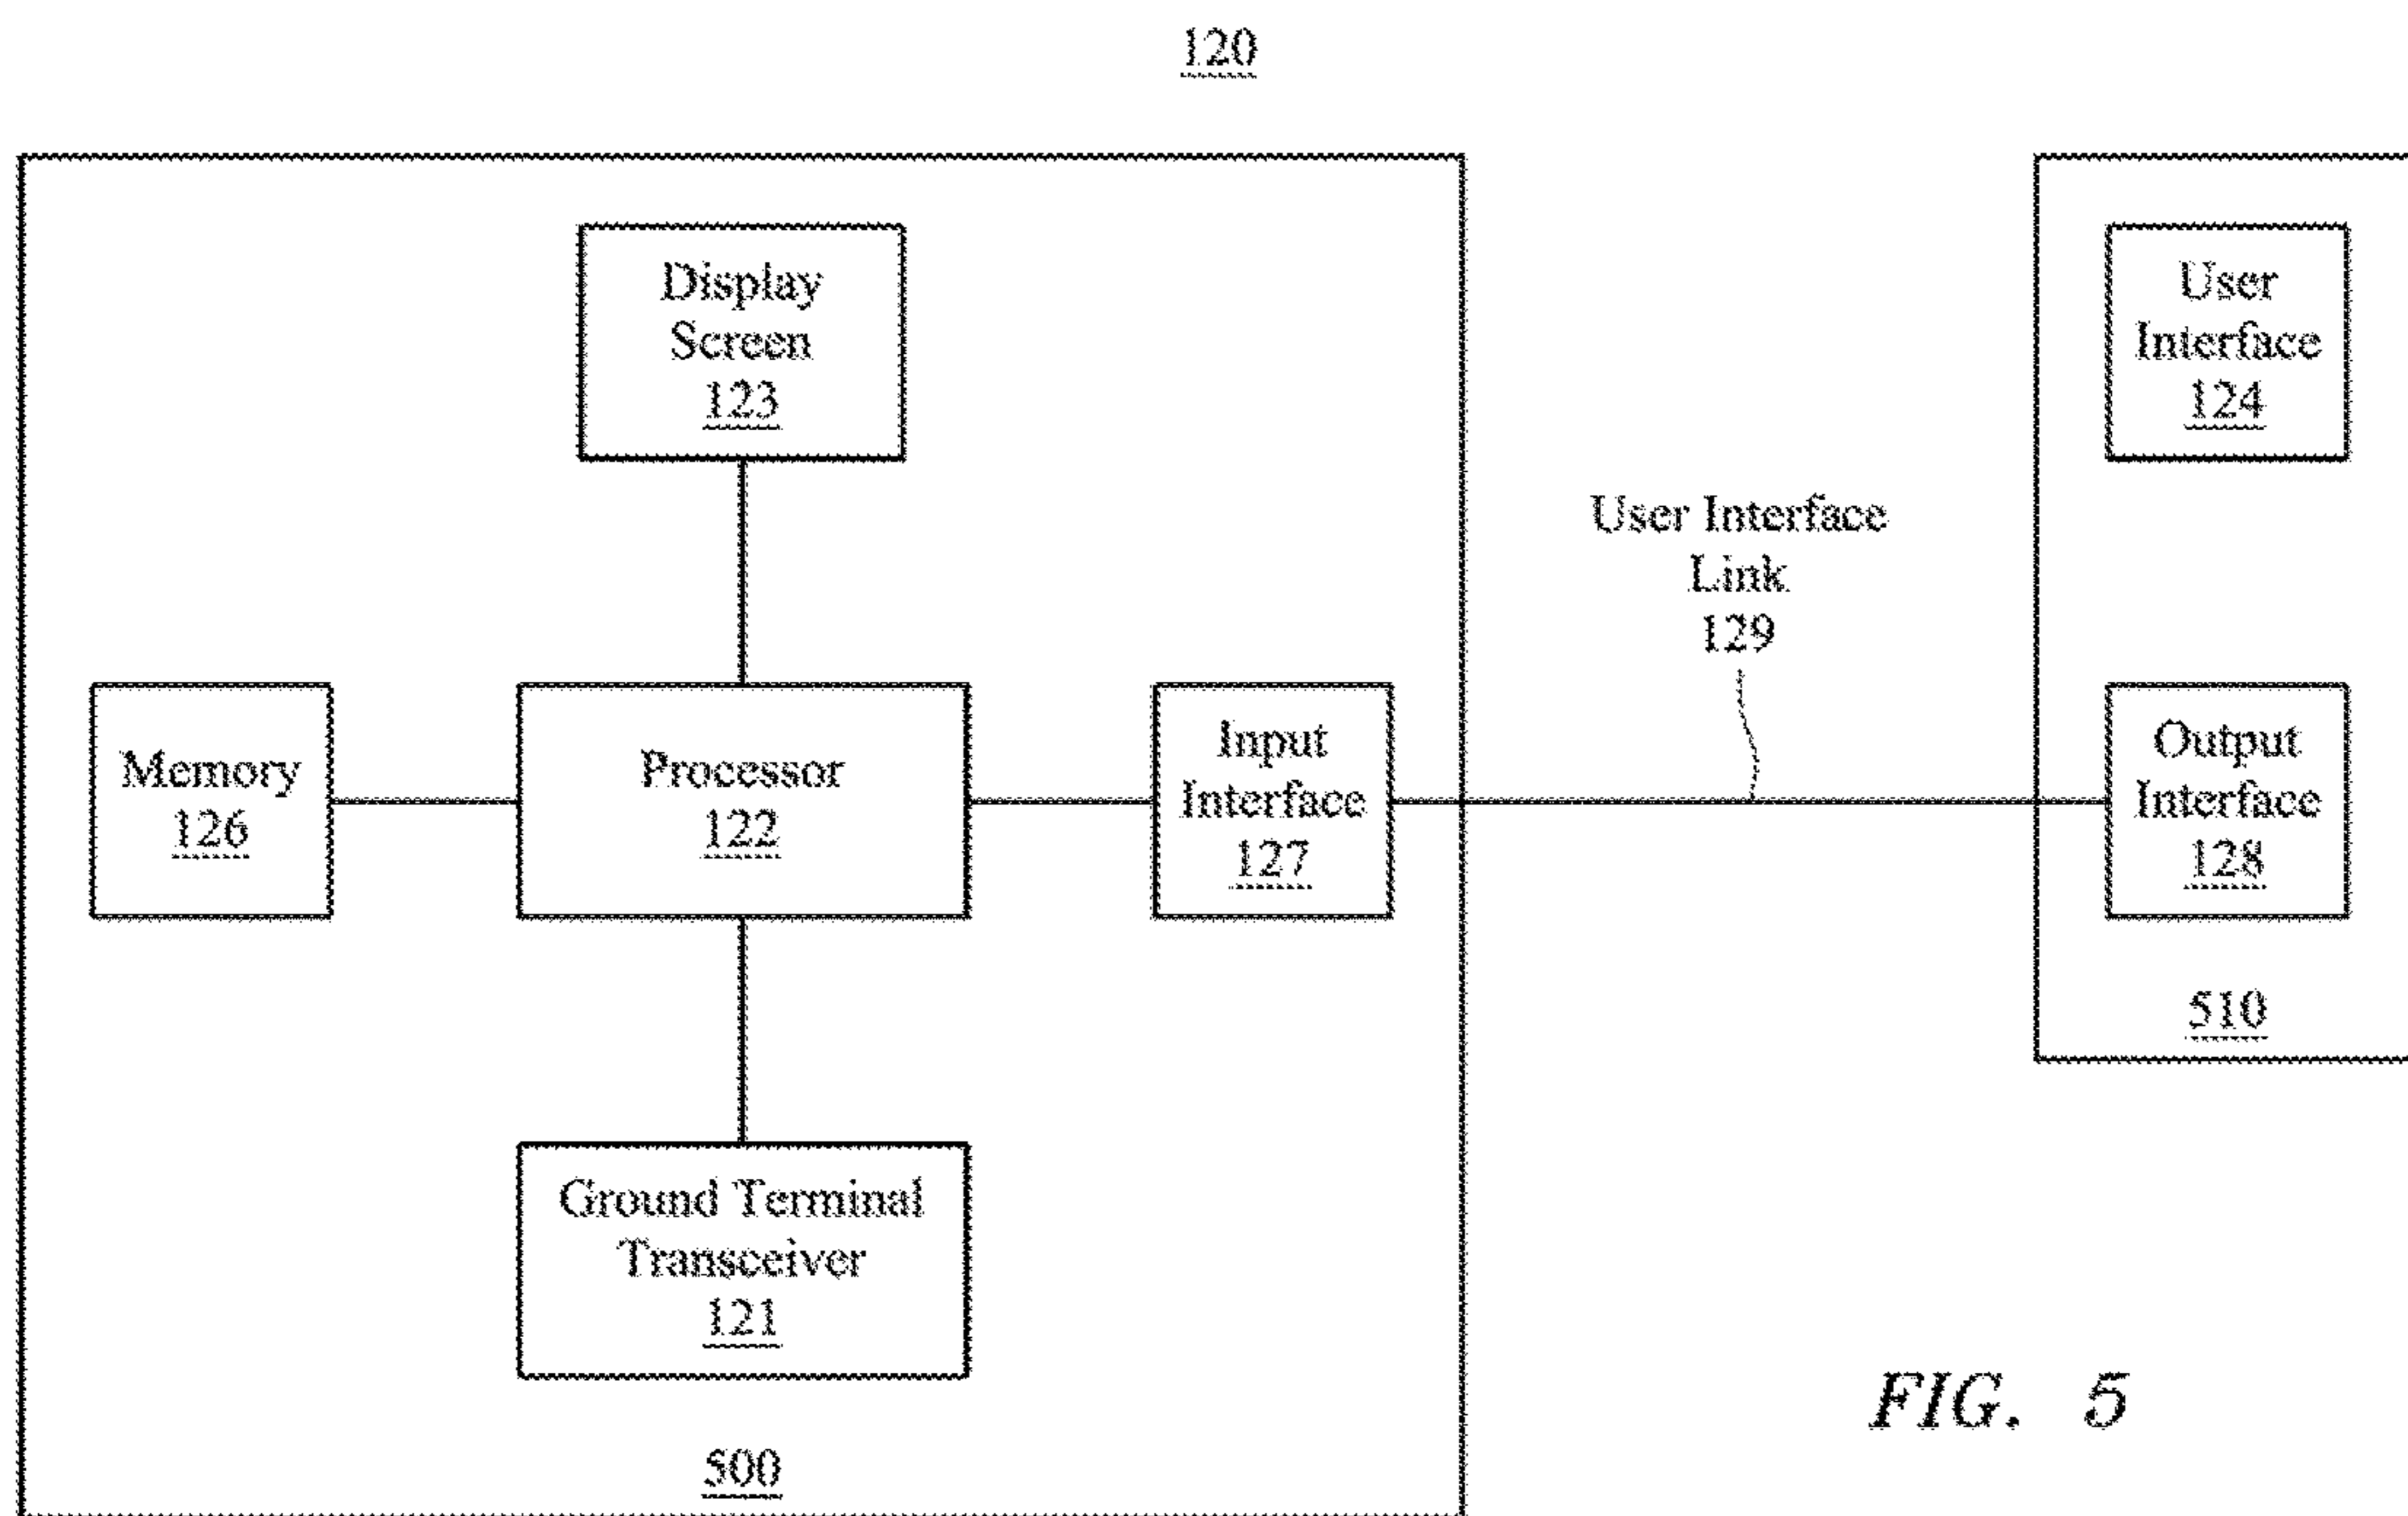 120
Display
Screen
123
User
Interface
124
User Interface
Link
129
Memory
126
Processor
122
Input
Interface
127
Output
Interface
128
510
Ground Terminal
Transceiver
121
500
FIG. 5